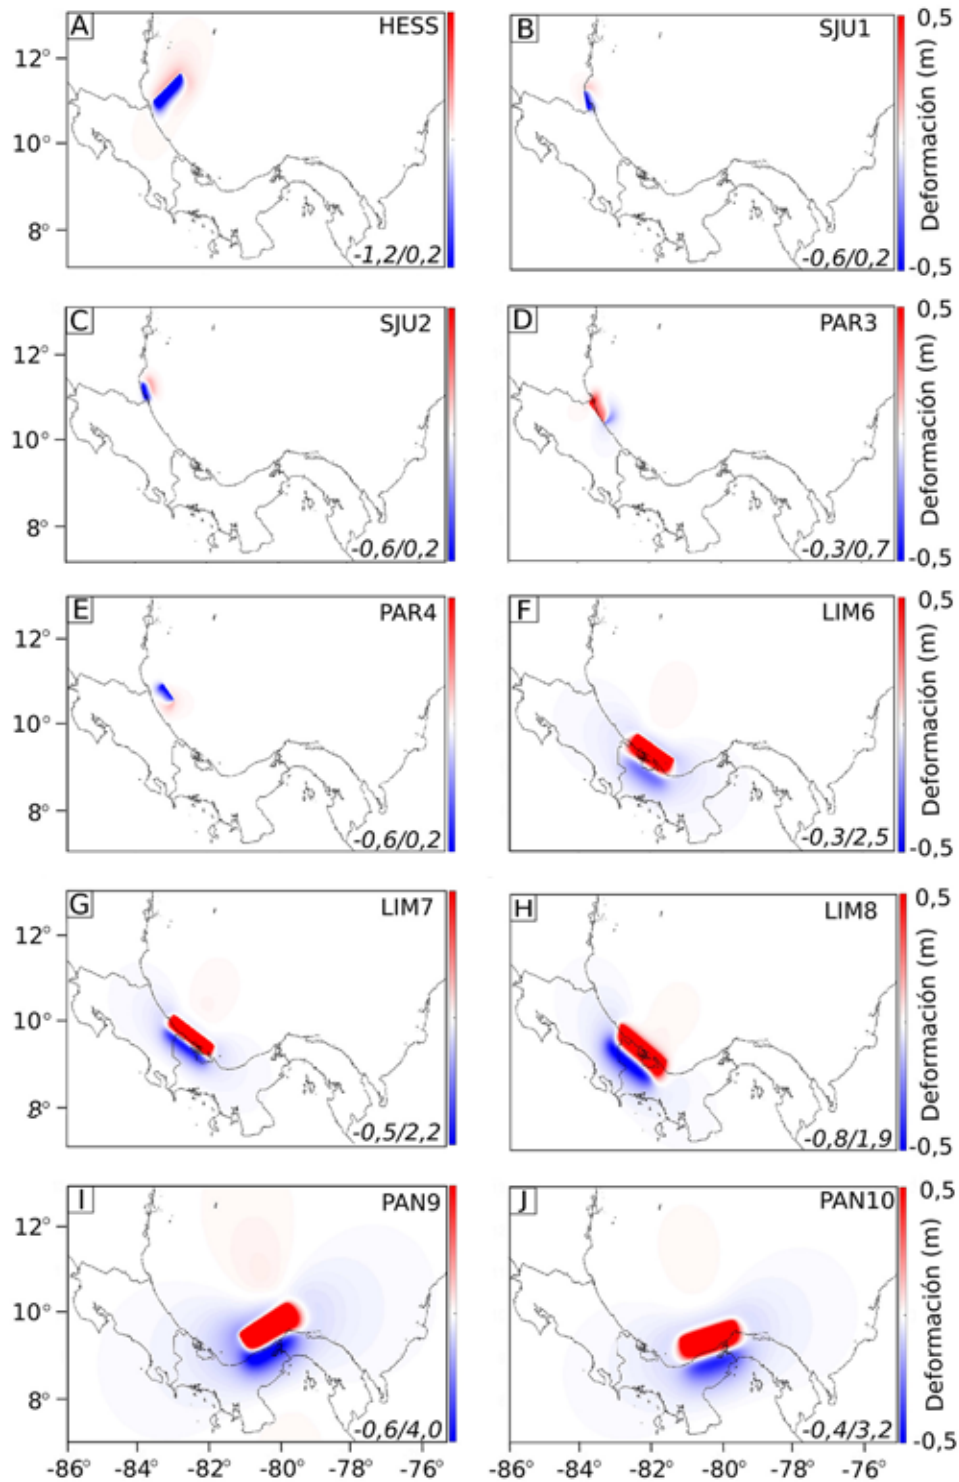 A HESS
12°
10°
8°
-1,2/0,2
B SJU1
-0,6/0,2
0,5
Deformación (m)
-0,5
C SJU2
12°
10°
8°
-0,6/0,2
D PAR3
-0,3/0,7
0,5
Deformación (m)
-0,5
E PAR4
12°
10°
8°
-0,6/0,2
F LIM6
-0,3/2,5
0,5
Deformación (m)
-0,5
G LIM7
12°
10°
8°
-0,5/2,2
H LIM8
-0,8/1,9
0,5
Deformación (m)
-0,5
I PAN9
12°
10°
8°
-0,6/4,0
J PAN10
-0,4/3,2
0,5
Deformación (m)
-0,5
-86° -84° -82° -80° -78° -76° -86° -84° -82° -80° -78° -76°